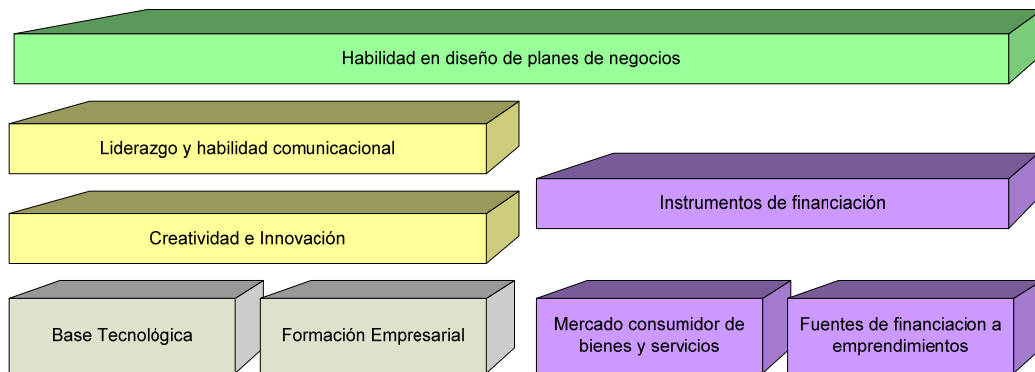 Habilidad en diseño de planes de negocios
Liderazgo y habilidad comunicacional
Instrumentos de financiación
Creatividad e Innovación
Base Tecnológica
Formación Empresarial
Mercado consumidor de
bienes y servicios
Fuentes de financiacion a
emprendimientos